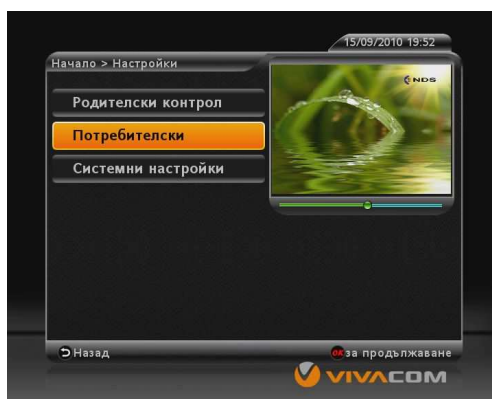 15/09/2010 19:52
Начало > Настройки
NDS
Родителски контрол
Потребителски
Системни настройки
Назад
OK за продължаване
VIVACOM